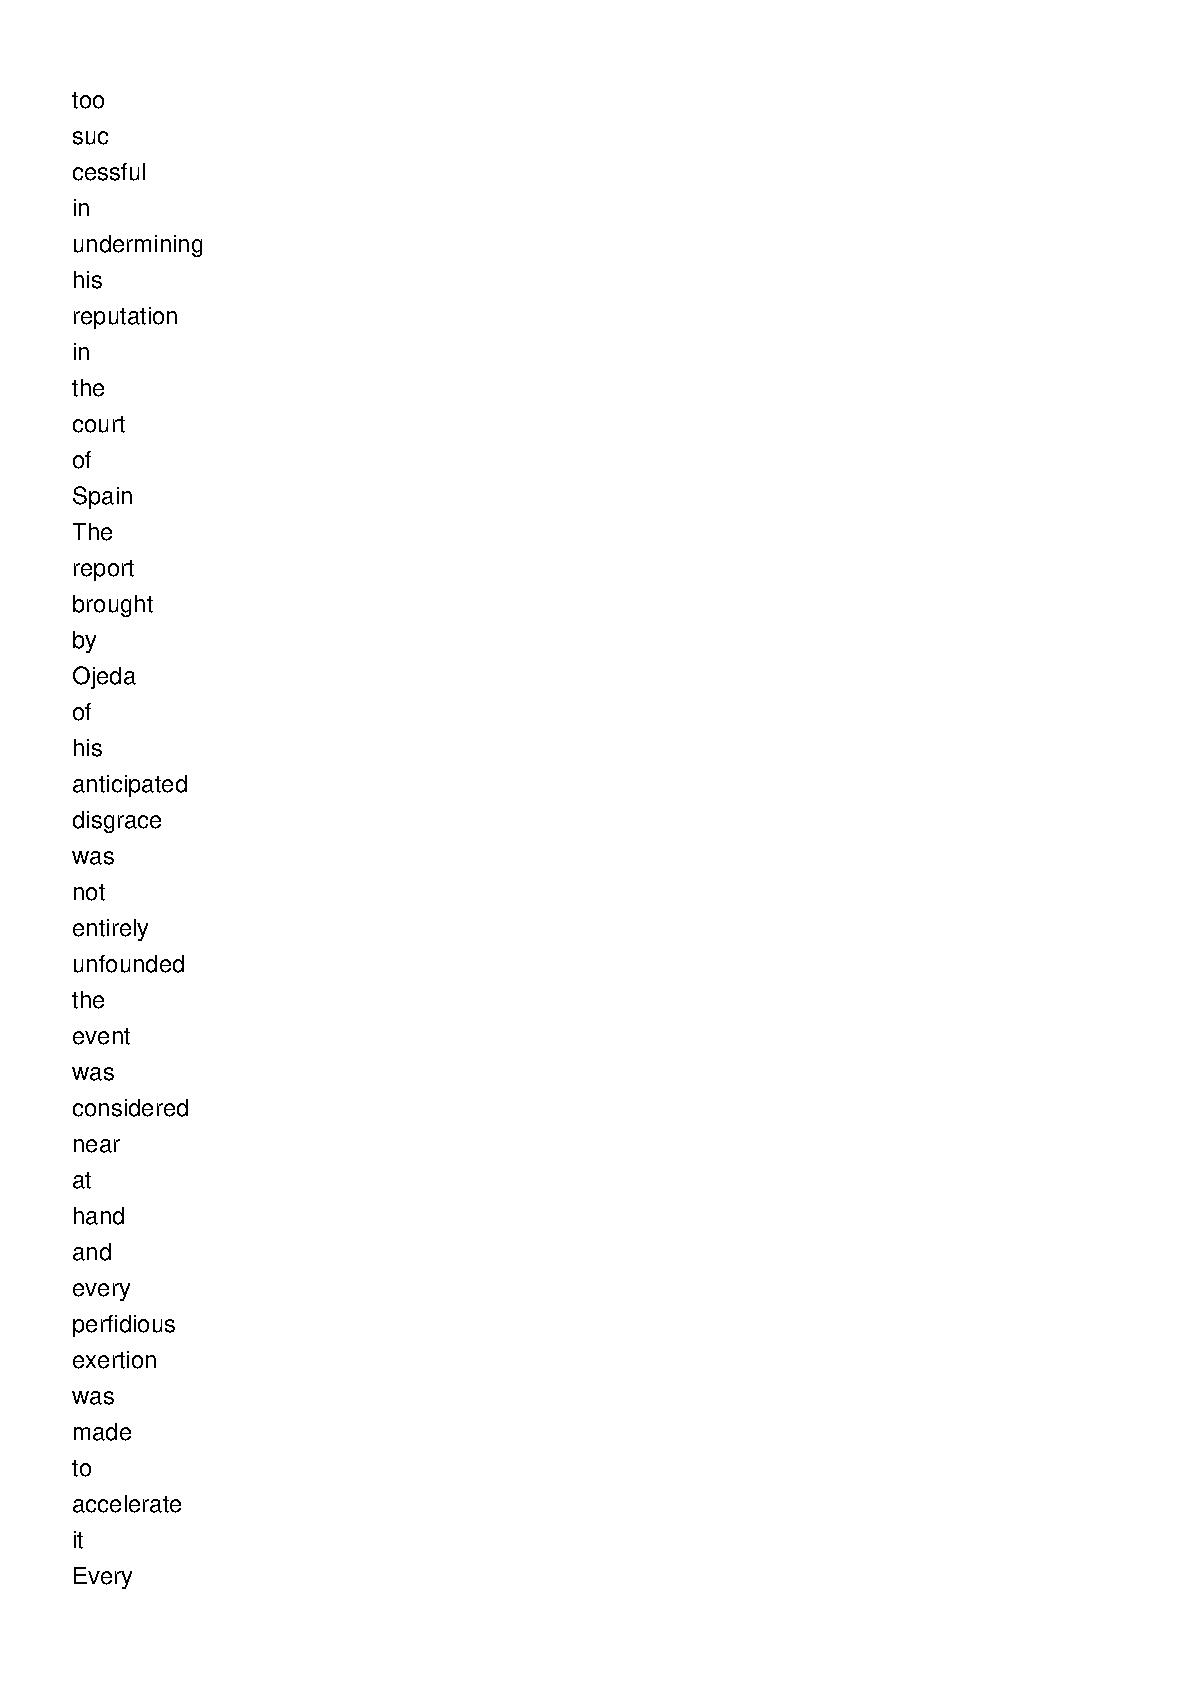 too
suc
cessful
in
undermining
his
reputation
in
the
court
of
Spain
The
report
brought
by
Ojeda
of
his
anticipated
disgrace
was
not
entirely
unfounded
the
event
was
considered
near
at
hand
and
every
perfidious
exertion
was
made
to
accelerate
it
Every